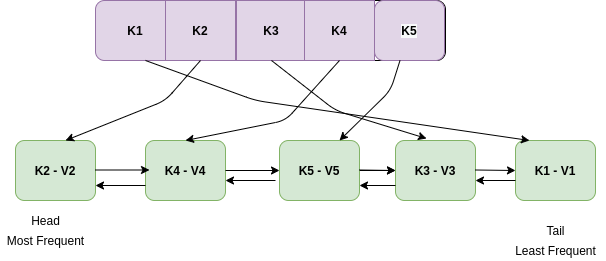 K1 K2 K3 K4 K5
K2 - V2 K4 - V4 K5 - V5 K3 - V3 K1 - V1
Head
Most Frequent
Tail
Least Frequent